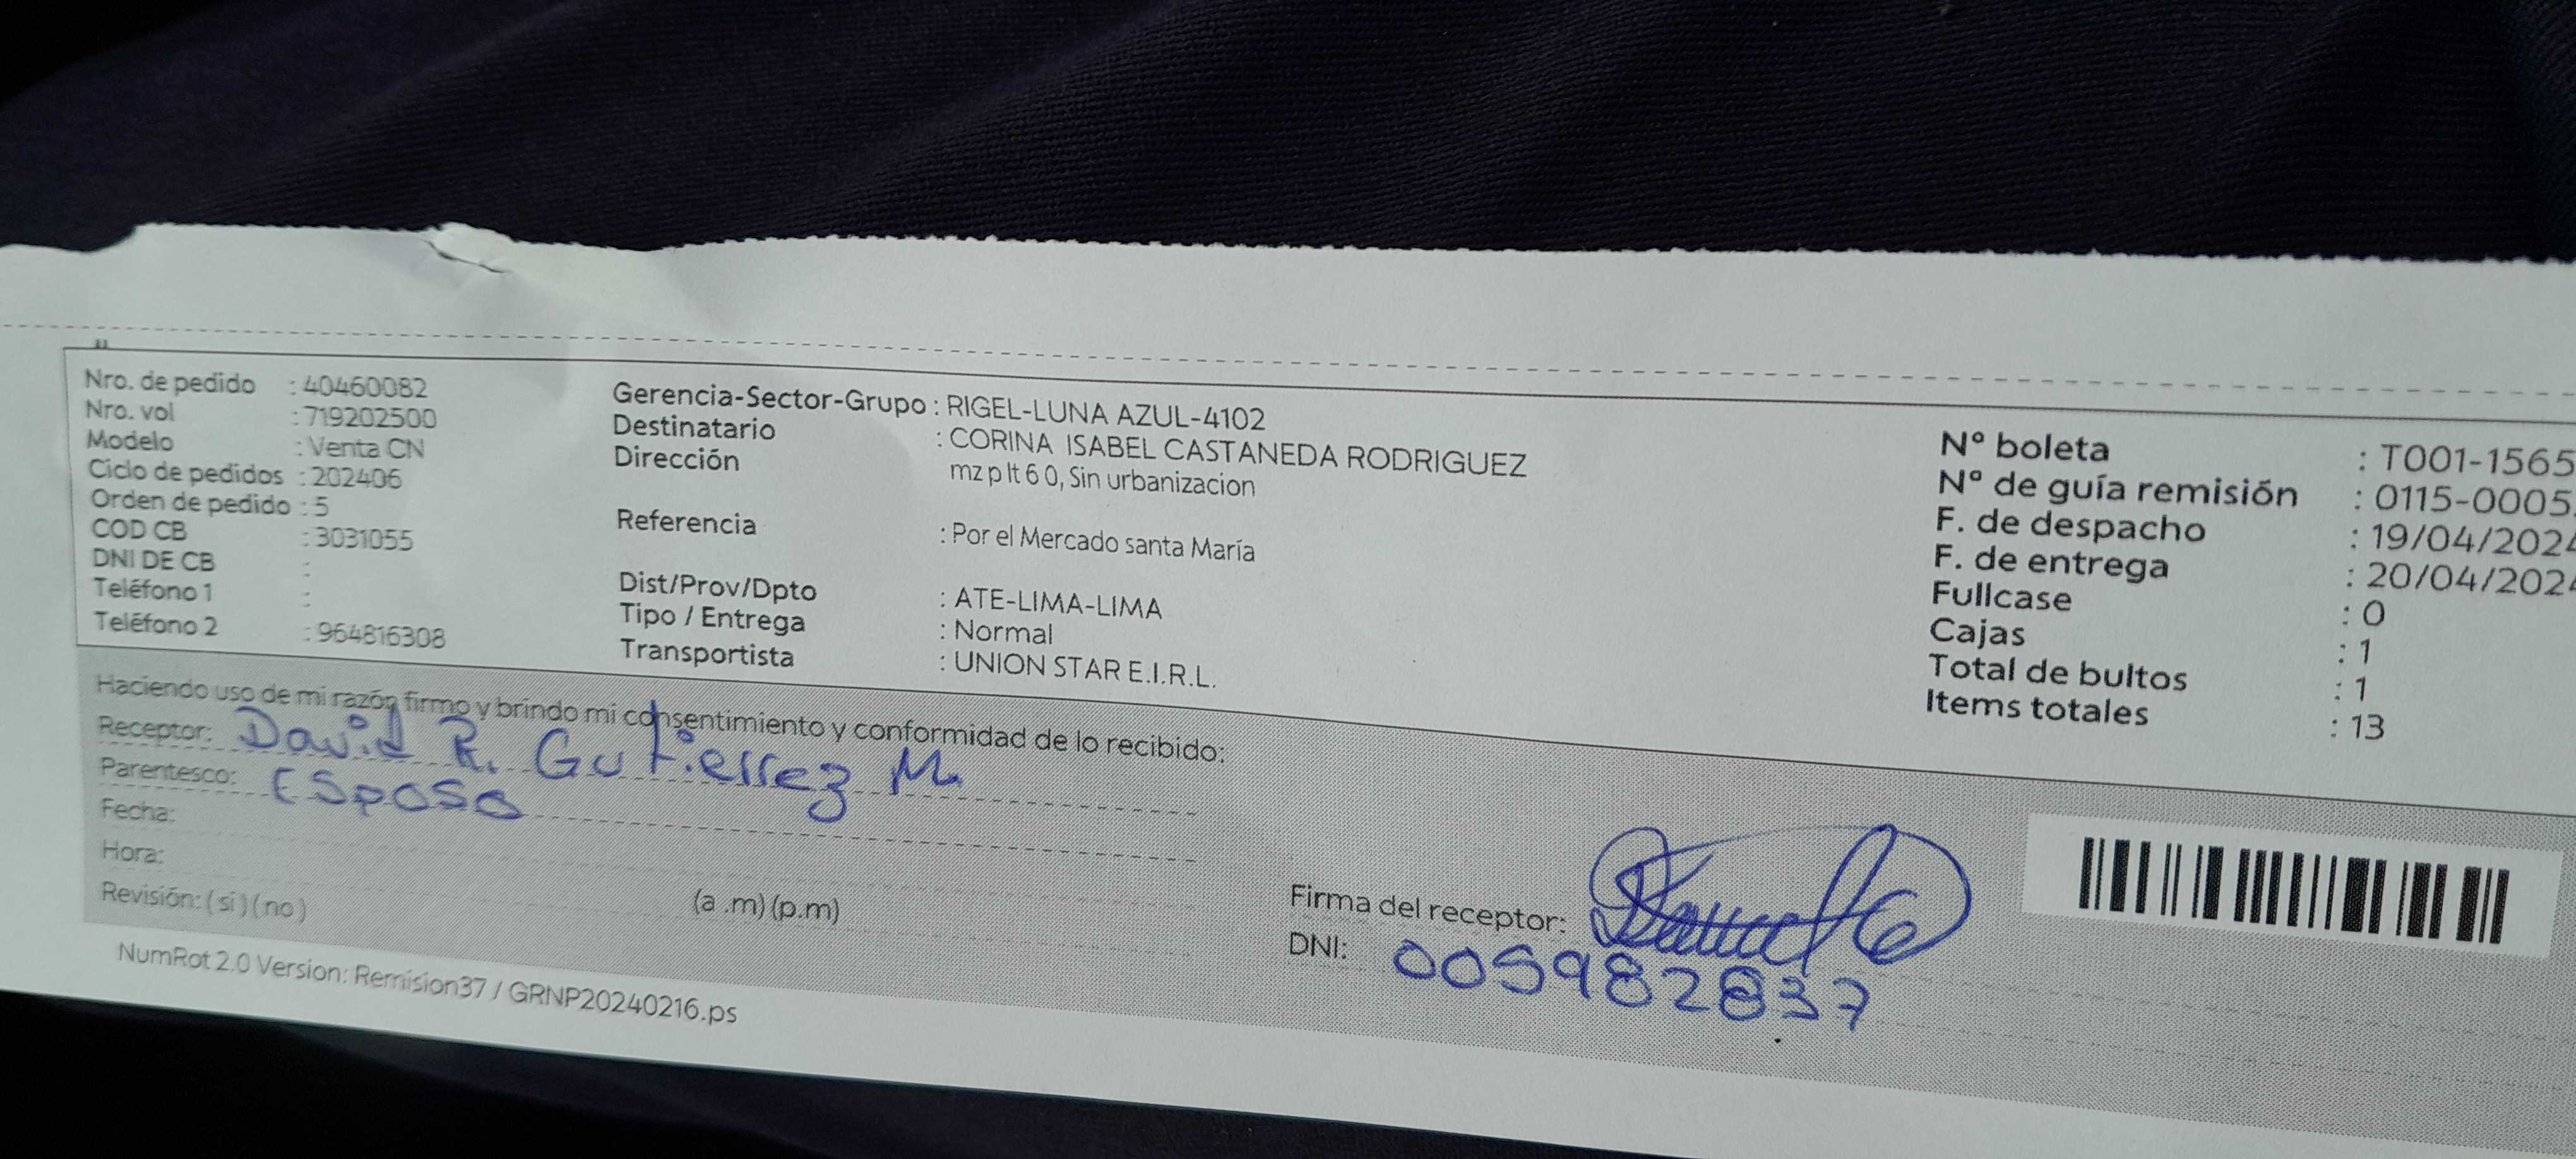 Nro. de pedido : 40460082
Nro. vol : 719202500
Modelo : Venta CN
Ciclo de pedidos : 202406
Orden de pedido : 5
COD CB : 3031055
DNI DE CB :
Teléfono 1 :
Teléfono 2 : 964816308
Gerencia-Sector-Grupo : RIGEL-LUNA AZUL-4102
Destinatario : CORINA ISABEL CASTANEDA RODRIGUEZ
Dirección mz p lt 6 0, Sin urbanizacion
Referencia : Por el Mercado santa María
Dist/Prov/Dpto : ATE-LIMA-LIMA
Tipo / Entrega : Normal
Transportista : UNION STAR E.I.R.L.
Nº boleta : T001-1565
Nº de guía remisión : 0115-0005
F. de despacho : 19/04/2024
F. de entrega : 20/04/2024
Fullcase : 0
Cajas : 1
Total de bultos : 1
Items totales : 13
Haciendo uso de mi razón firmo y brindo mi consentimiento y conformidad de lo recibido:
Receptor: David R. Gutierrez M.
Parentesco: Esposo
Fecha:
Hora:
Revisión: ( si ) ( no ) (a .m) (p.m)
Firma del receptor:
DNI: 005982837
NumRot 2.0 Version: Remision37 / GRNP20240216.ps